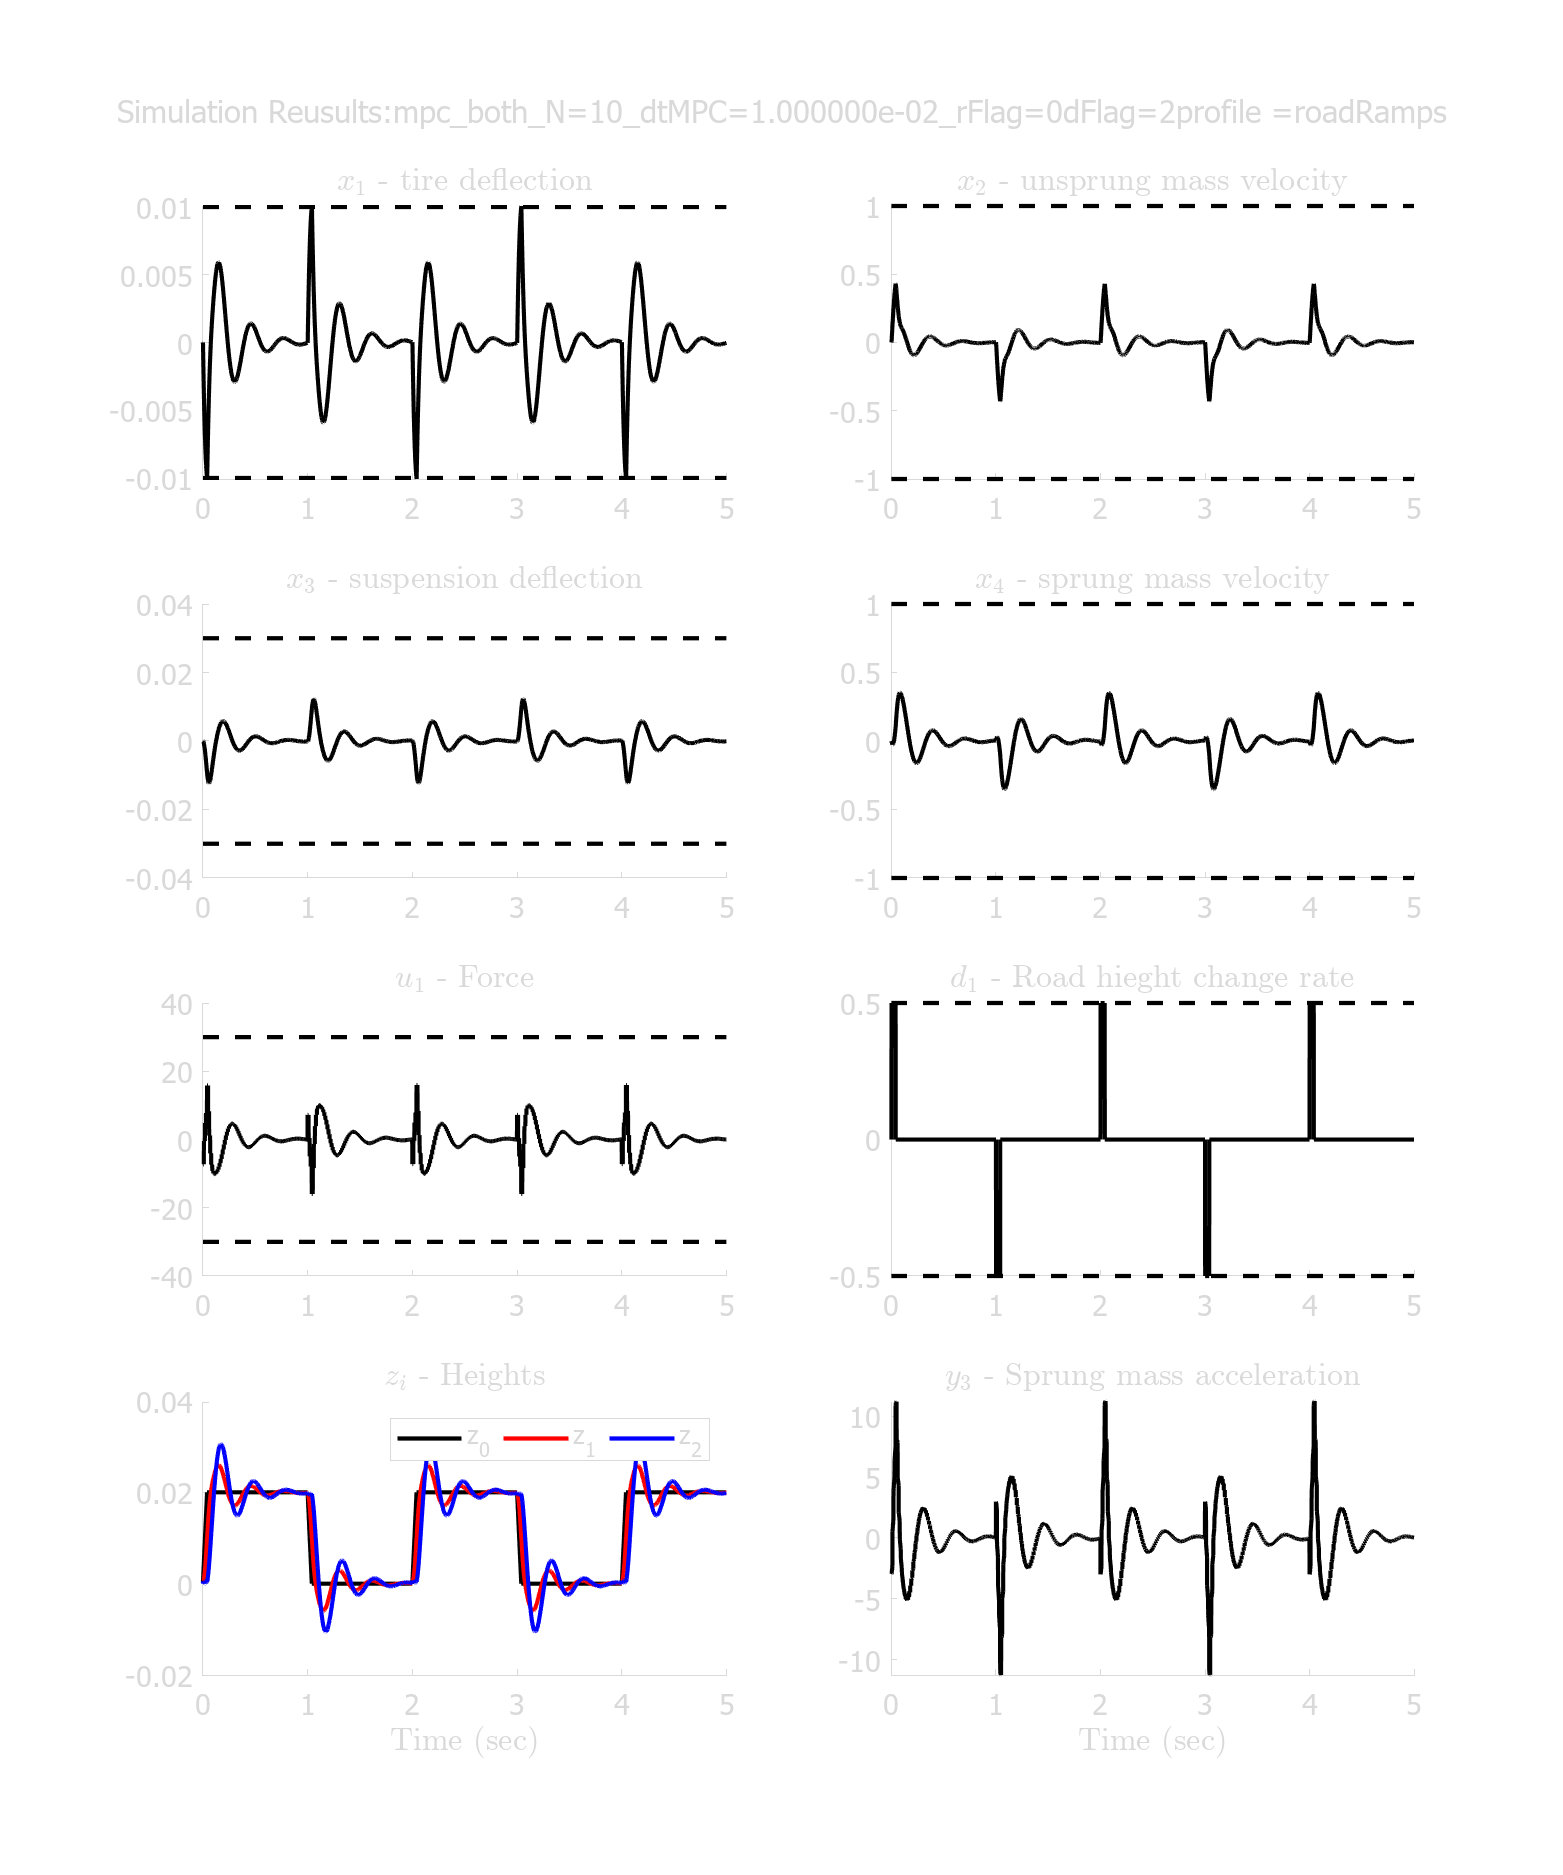 Simulation Reusults:mpc_both_N=10_dtMPC=1.000000e-02_rFlag=0dFlag=2profile =roadRamps
x₁ - tire deflection
0.01
0.005
0
-0.005
-0.01
0 1 2 3 4 5
x₂ - unsprung mass velocity
1
0.5
0
-0.5
-1
0 1 2 3 4 5
x₃ - suspension deflection
0.04
0.02
0
-0.02
-0.04
0 1 2 3 4 5
x₄ - sprung mass velocity
1
0.5
0
-0.5
-1
0 1 2 3 4 5
u₁ - Force
40
20
0
-20
-40
0 1 2 3 4 5
d₁ - Road hieght change rate
0.5
0
-0.5
0 1 2 3 4 5
zᵢ - Heights
z₀ z₁ z₂
0.04
0.02
0
-0.02
0 1 2 3 4 5
Time (sec)
y₃ - Sprung mass acceleration
10
5
0
-5
-10
0 1 2 3 4 5
Time (sec)